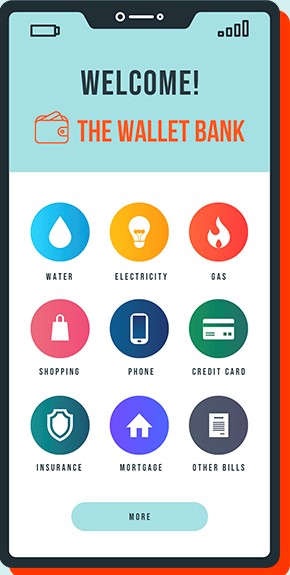 WELCOME!
THE WALLET BANK
WATER ELECTRICITY GAS
SHOPPING PHONE CREDIT CARD
INSURANCE MORTGAGE OTHER BILLS
MORE